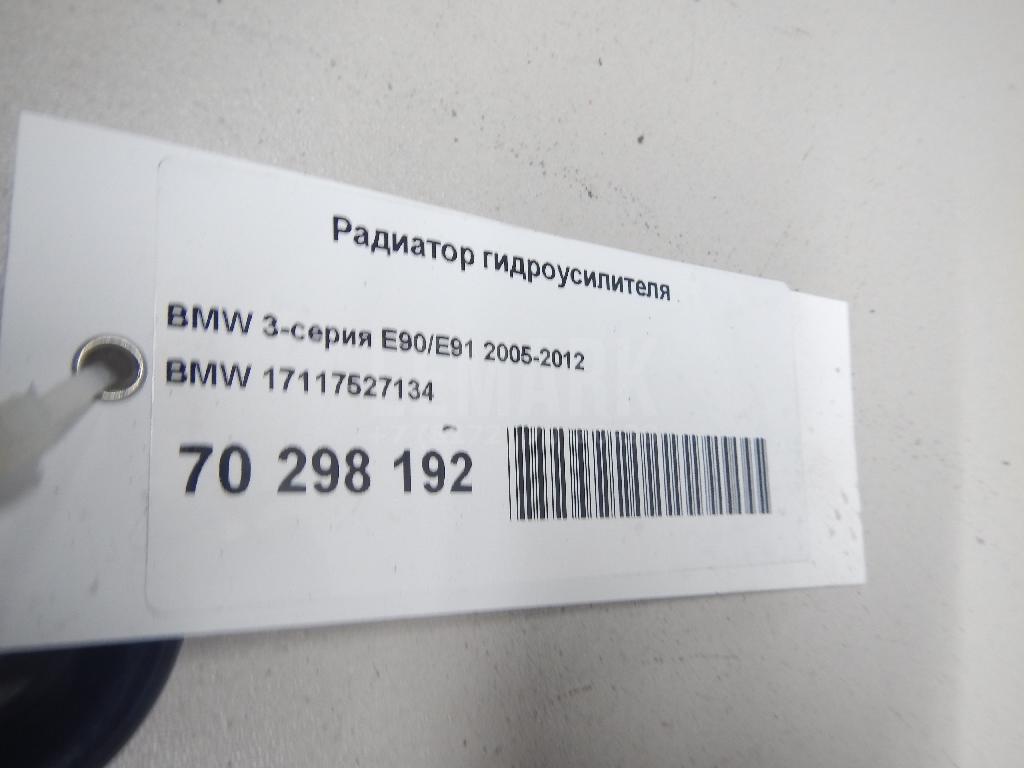 Радиатор гидроусилителя
BMW 3-серия E90/E91 2005-2012
BMW 17117527134
70 298 192